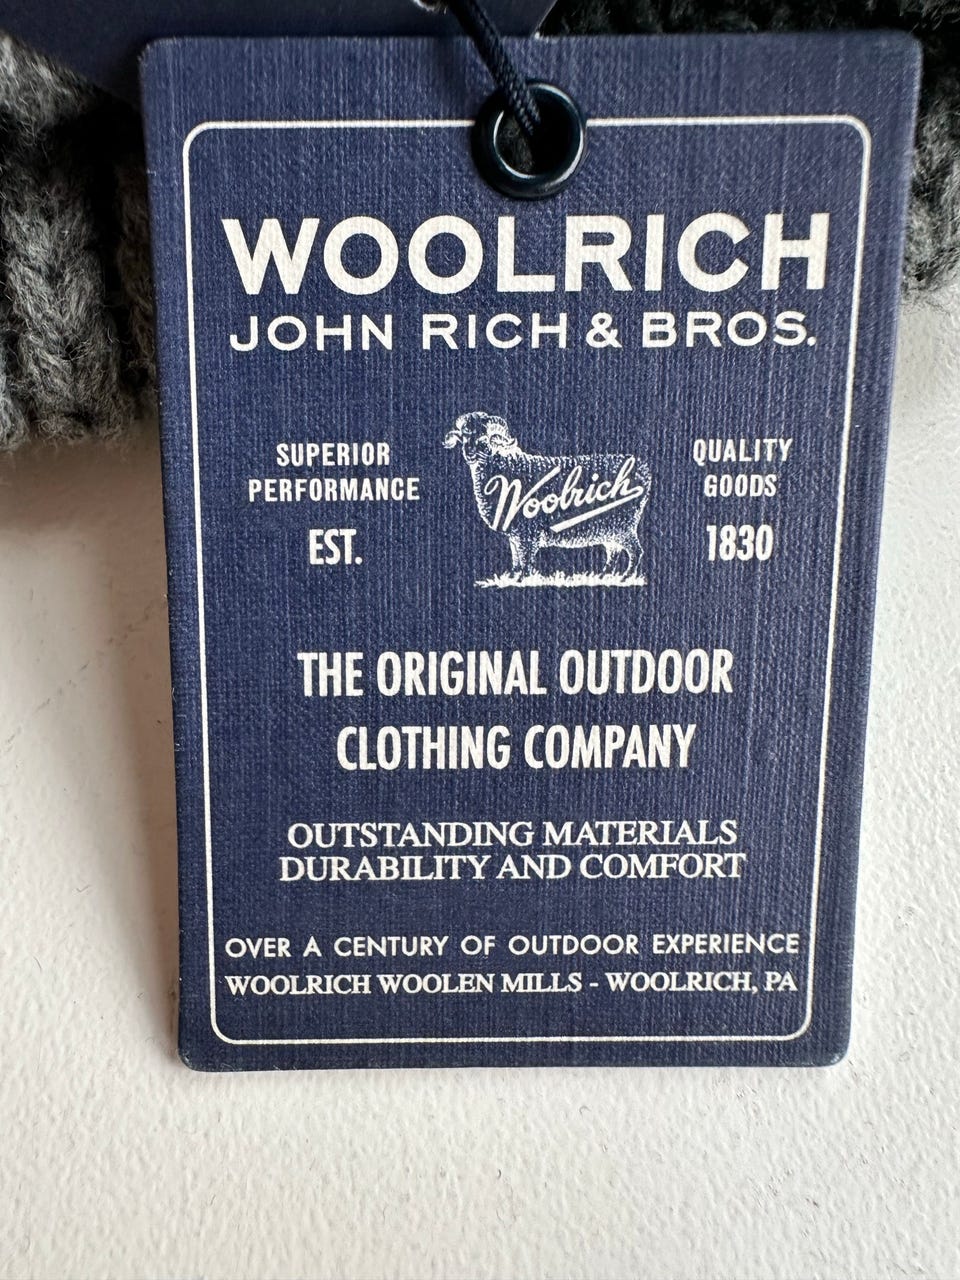 WOOLRICH
JOHN RICH & BROS.
SUPERIOR
PERFORMANCE
EST.
Woolrich
QUALITY
GOODS
1830
THE ORIGINAL OUTDOOR
CLOTHING COMPANY
OUTSTANDING MATERIALS
DURABILITY AND COMFORT
OVER A CENTURY OF OUTDOOR EXPERIENCE
WOOLRICH WOOLEN MILLS - WOOLRICH, PA